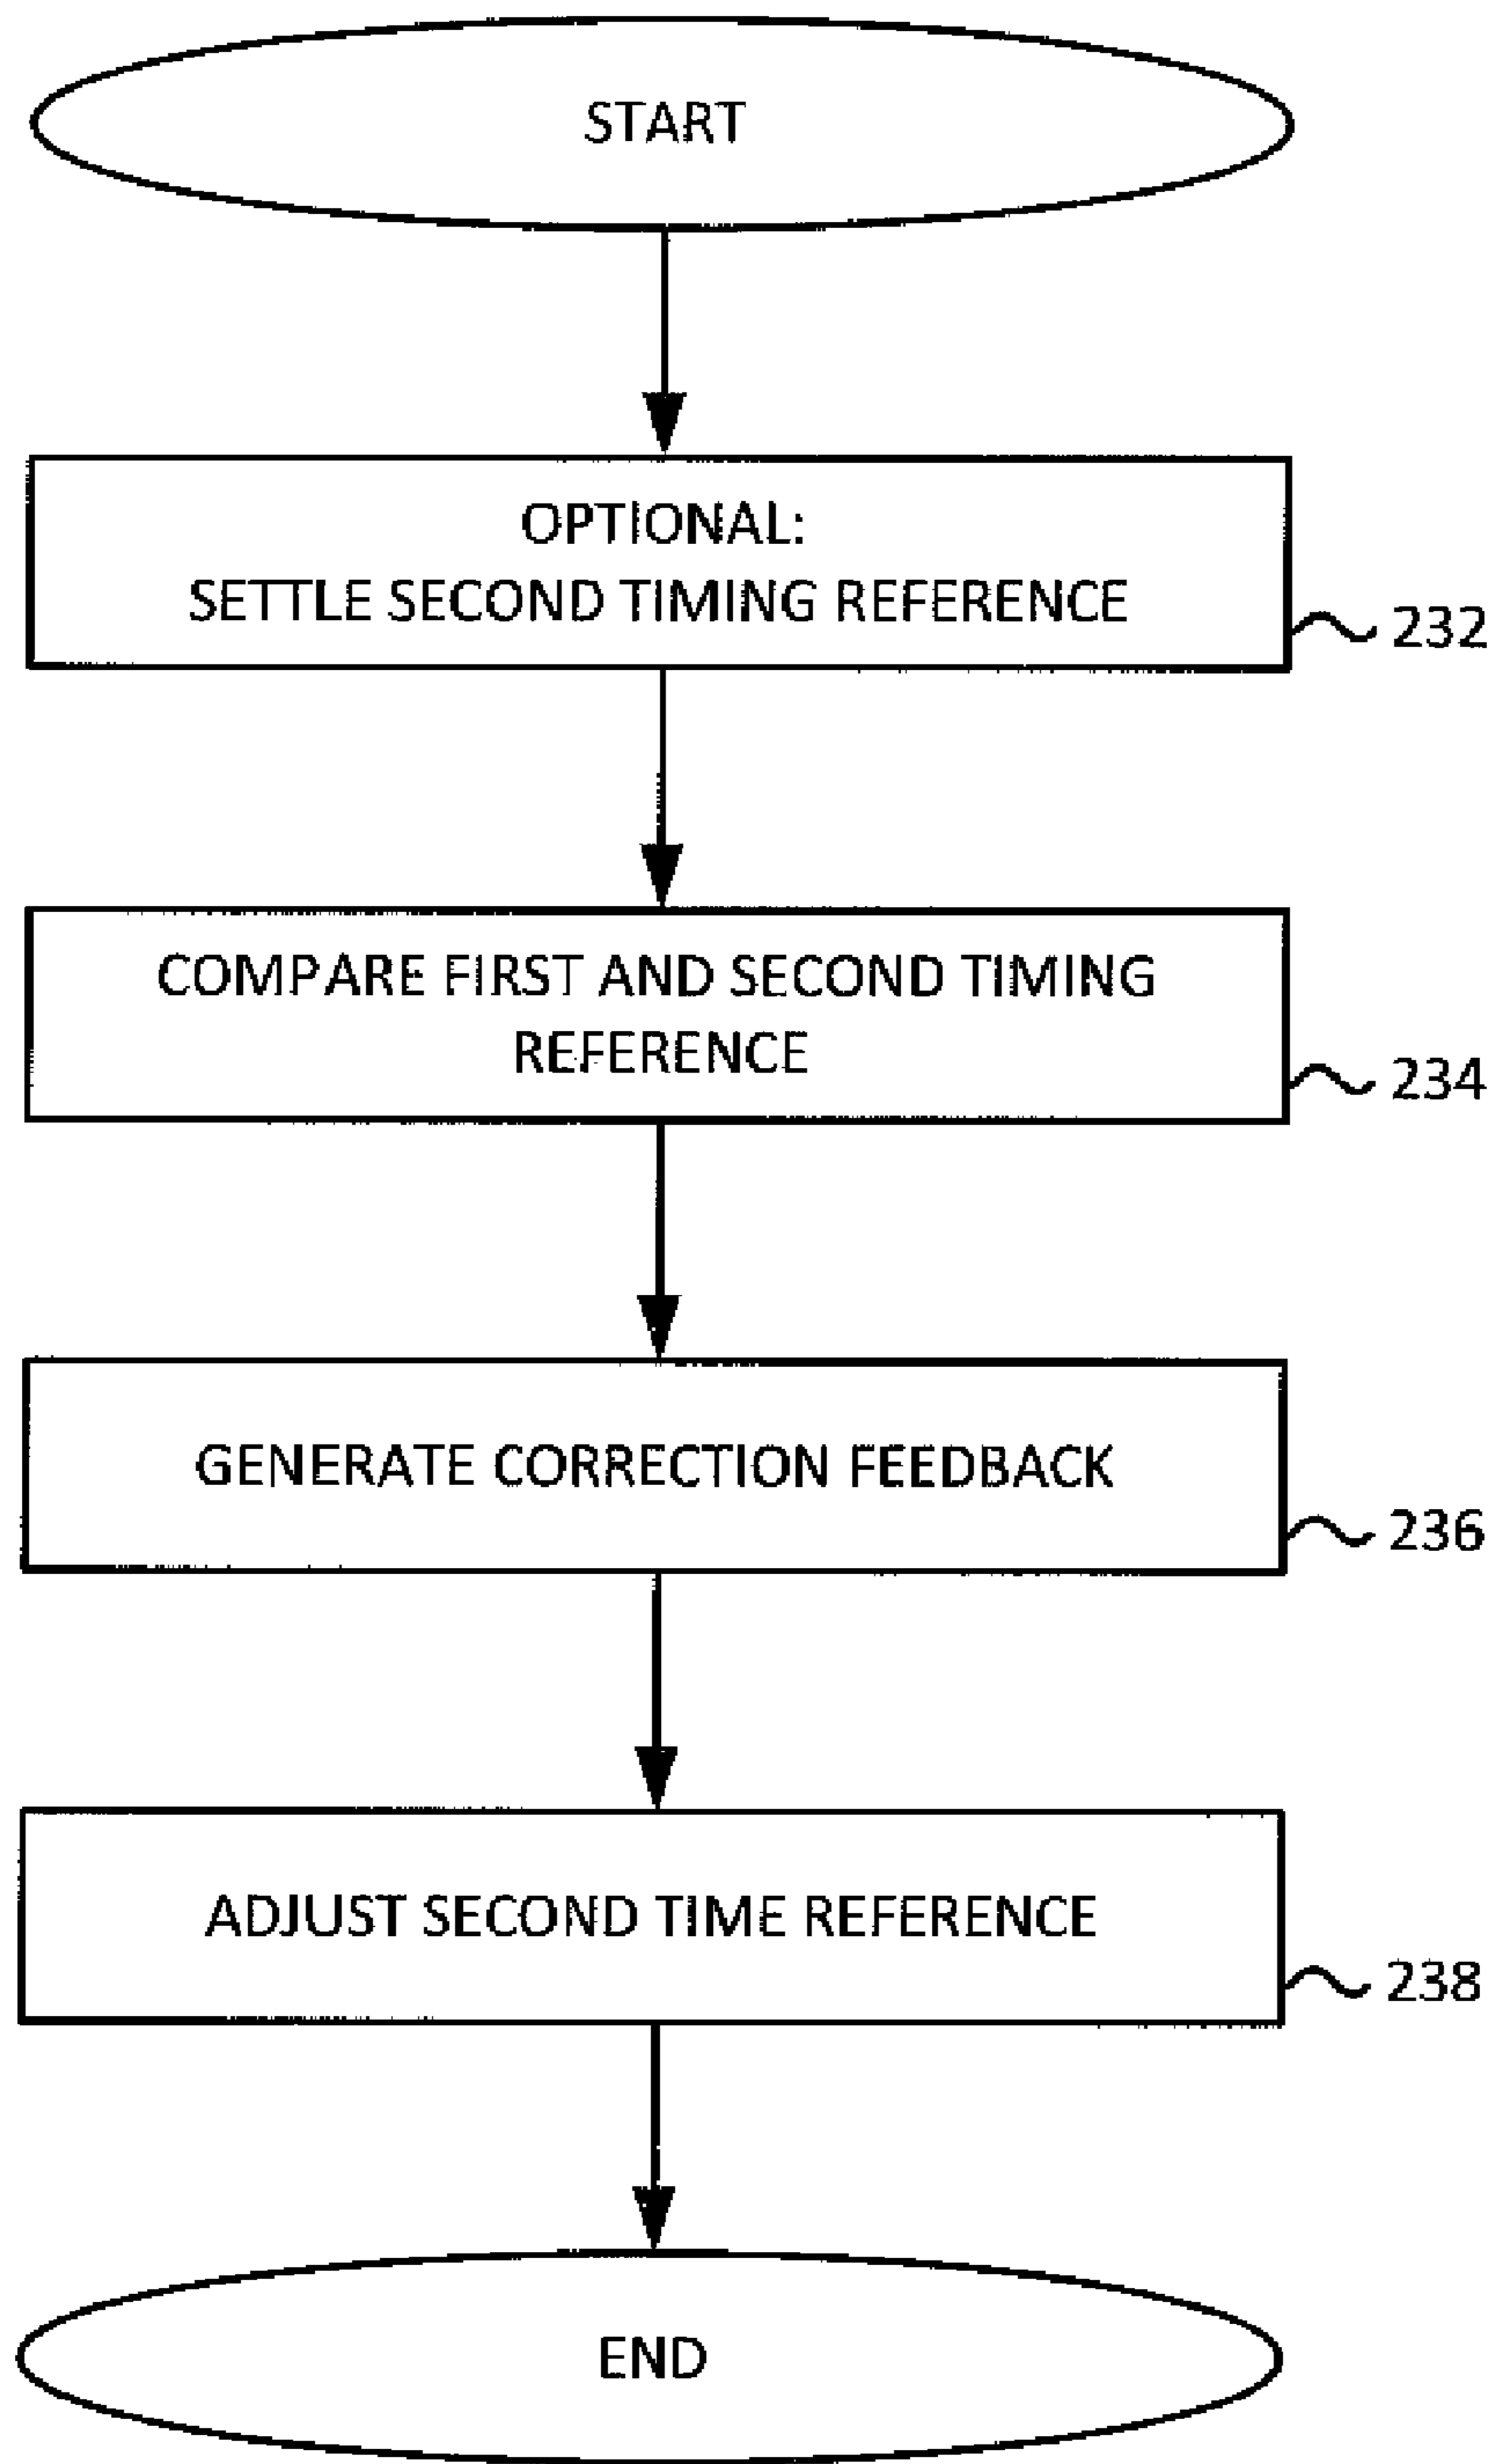 START
OPTIONAL:
SETTLE SECOND TIMING REFERENCE
232
COMPARE FIRST AND SECOND TIMING
REFERENCE
234
GENERATE CORRECTION FEEDBACK
236
ADJUST SECOND TIME REFERENCE
238
END